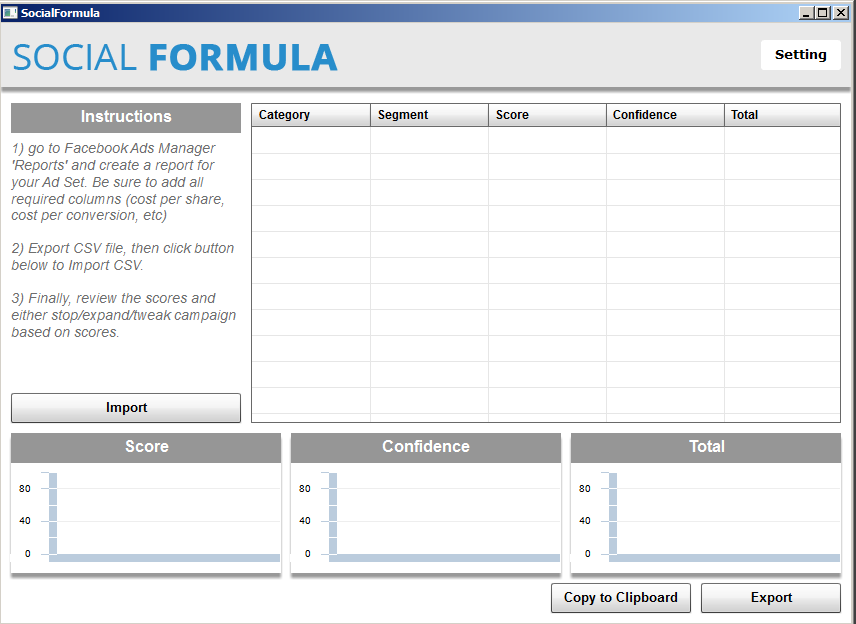 SocialFormula
SOCIAL FORMULA
Setting
Instructions
1) go to Facebook Ads Manager
'Reports' and create a report for
your Ad Set. Be sure to add all
required columns (cost per share,
cost per conversion, etc)
2) Export CSV file, then click button
below to Import CSV.
3) Finally, review the scores and
either stop/expand/tweak campaign
based on scores.
Import
Category Segment Score Confidence Total
Score
80
40
0
Confidence
80
40
0
Total
80
40
0
Copy to Clipboard
Export